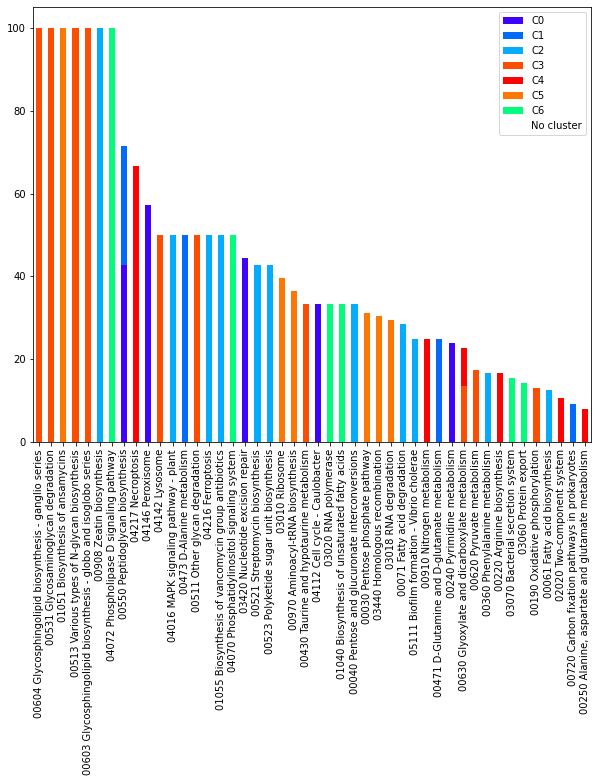 100
80
60
40
20
0
C0
C1
C2
C3
C4
C5
C6
No cluster
00604 Glycosphingolipid biosynthesis - ganglio series
00531 Glycosaminoglycan degradation
01051 Biosynthesis of ansamycins
00513 Various types of N-glycan biosynthesis
00603 Glycosphingolipid biosynthesis - globo and isoglobo series
00908 Zeatin biosynthesis
04072 Phospholipase D signaling pathway
00550 Peptidoglycan biosynthesis
04217 Necroptosis
04146 Peroxisome
04142 Lysosome
04016 MAPK signaling pathway - plant
00473 D-Alanine metabolism
00511 Other glycan degradation
04216 Ferroptosis
01055 Biosynthesis of vancomycin group antibiotics
04070 Phosphatidylinositol signaling system
03420 Nucleotide excision repair
00521 Streptomycin biosynthesis
00523 Polyketide sugar unit biosynthesis
03010 Ribosome
00970 Aminoacyl-tRNA biosynthesis
00430 Taurine and hypotaurine metabolism
04112 Cell cycle - Caulobacter
03020 RNA polymerase
01040 Biosynthesis of unsaturated fatty acids
00040 Pentose and glucuronate interconversions
00030 Pentose phosphate pathway
03440 Homologous recombination
03018 RNA degradation
00071 Fatty acid degradation
05111 Biofilm formation - Vibrio cholerae
00910 Nitrogen metabolism
00471 D-Glutamine and D-glutamate metabolism
00240 Pyrimidine metabolism
00630 Glyoxylate and dicarboxylate metabolism
00620 Pyruvate metabolism
00360 Phenylalanine metabolism
00220 Arginine biosynthesis
03070 Bacterial secretion system
03060 Protein export
00190 Oxidative phosphorylation
00061 Fatty acid biosynthesis
02020 Two-component system
00720 Carbon fixation pathways in prokaryotes
00250 Alanine, aspartate and glutamate metabolism